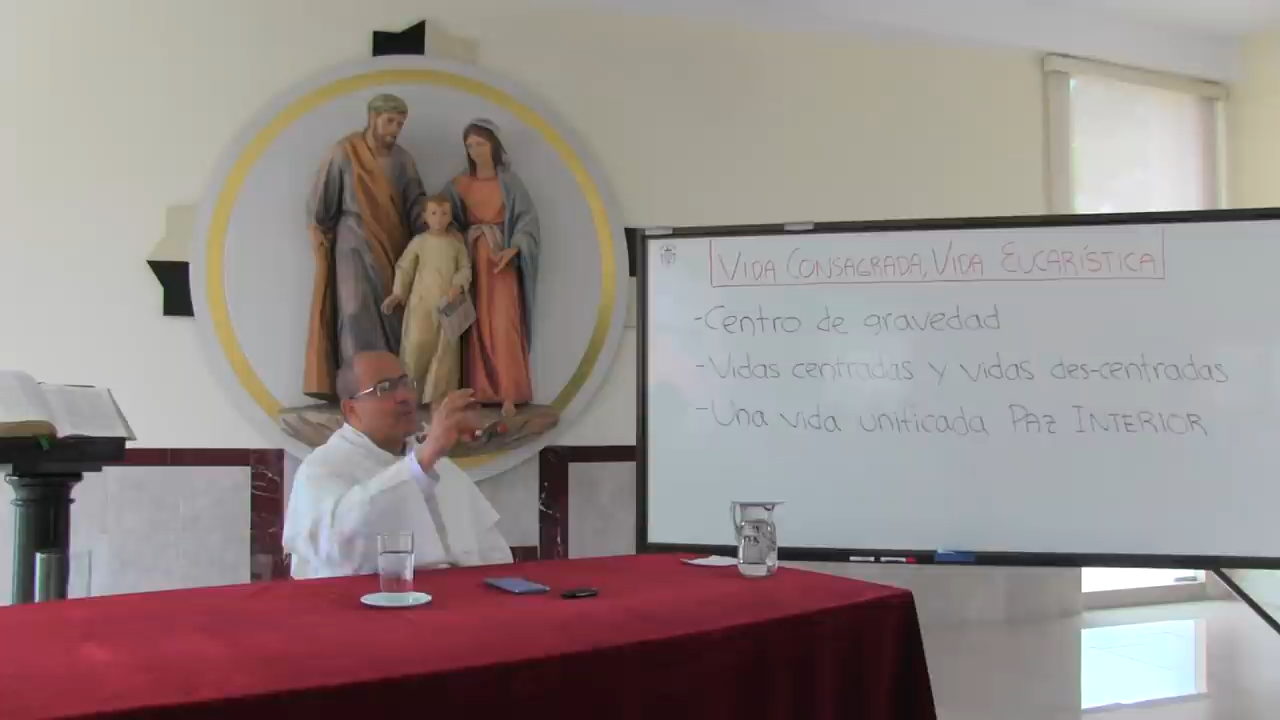 VIDA CONSAGRADA, VIDA EUCARÍSTICA
-Centro de gravedad
-Vidas centradas y vidas des-centradas
-Una vida unificada PAZ INTERIOR